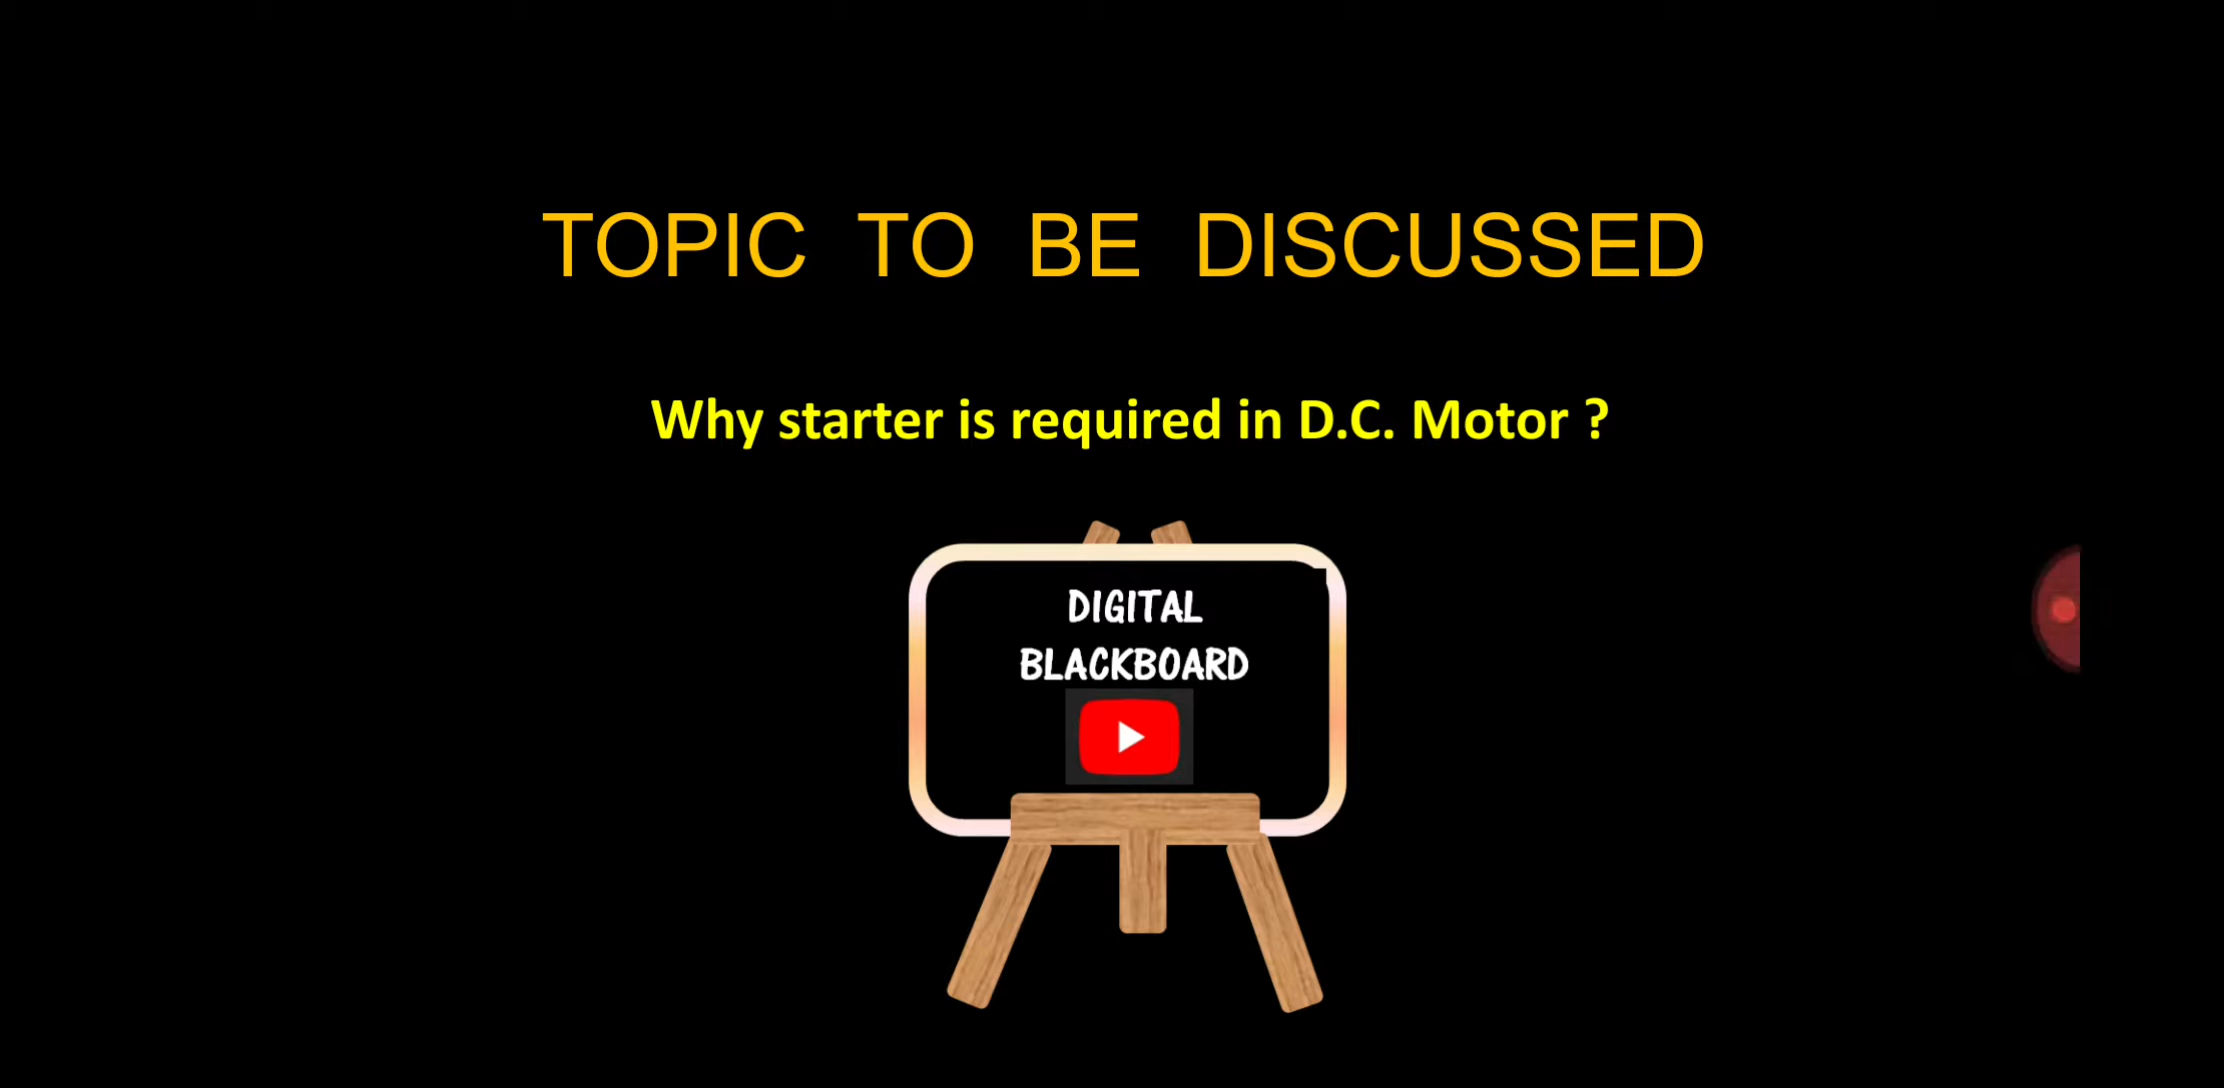 TOPIC TO BE DISCUSSED
Why starter is required in D.C. Motor ?
DIGITAL
BLACKBOARD